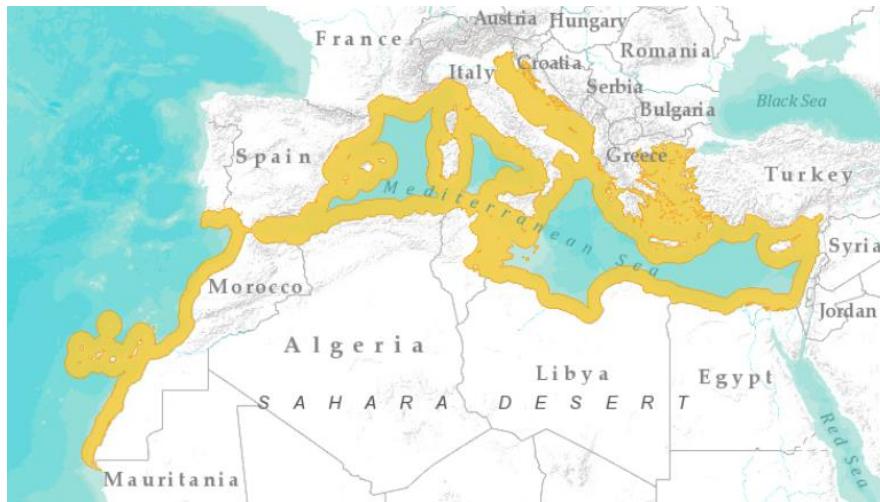 Austria
Hungary
France
Romania
Croatia
Italy
Serbia
Black Sea
Bulgaria
Spain
Greece
Turkey
Mediterranean Sea
Syria
Morocco
Jordan
Algeria
Libya
Egypt
SAHARA DESERT
Red Sea
Mauritania